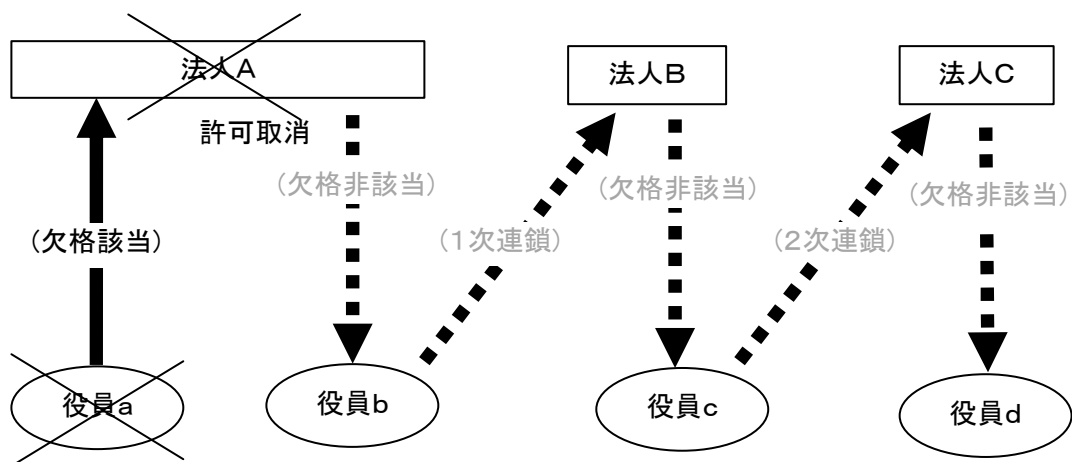 法人A
法人B
法人C
許可取消
(欠格非該当)
(欠格非該当)
(欠格非該当)
(欠格該当)
(1次連鎖)
(2次連鎖)
役員a
役員b
役員c
役員d